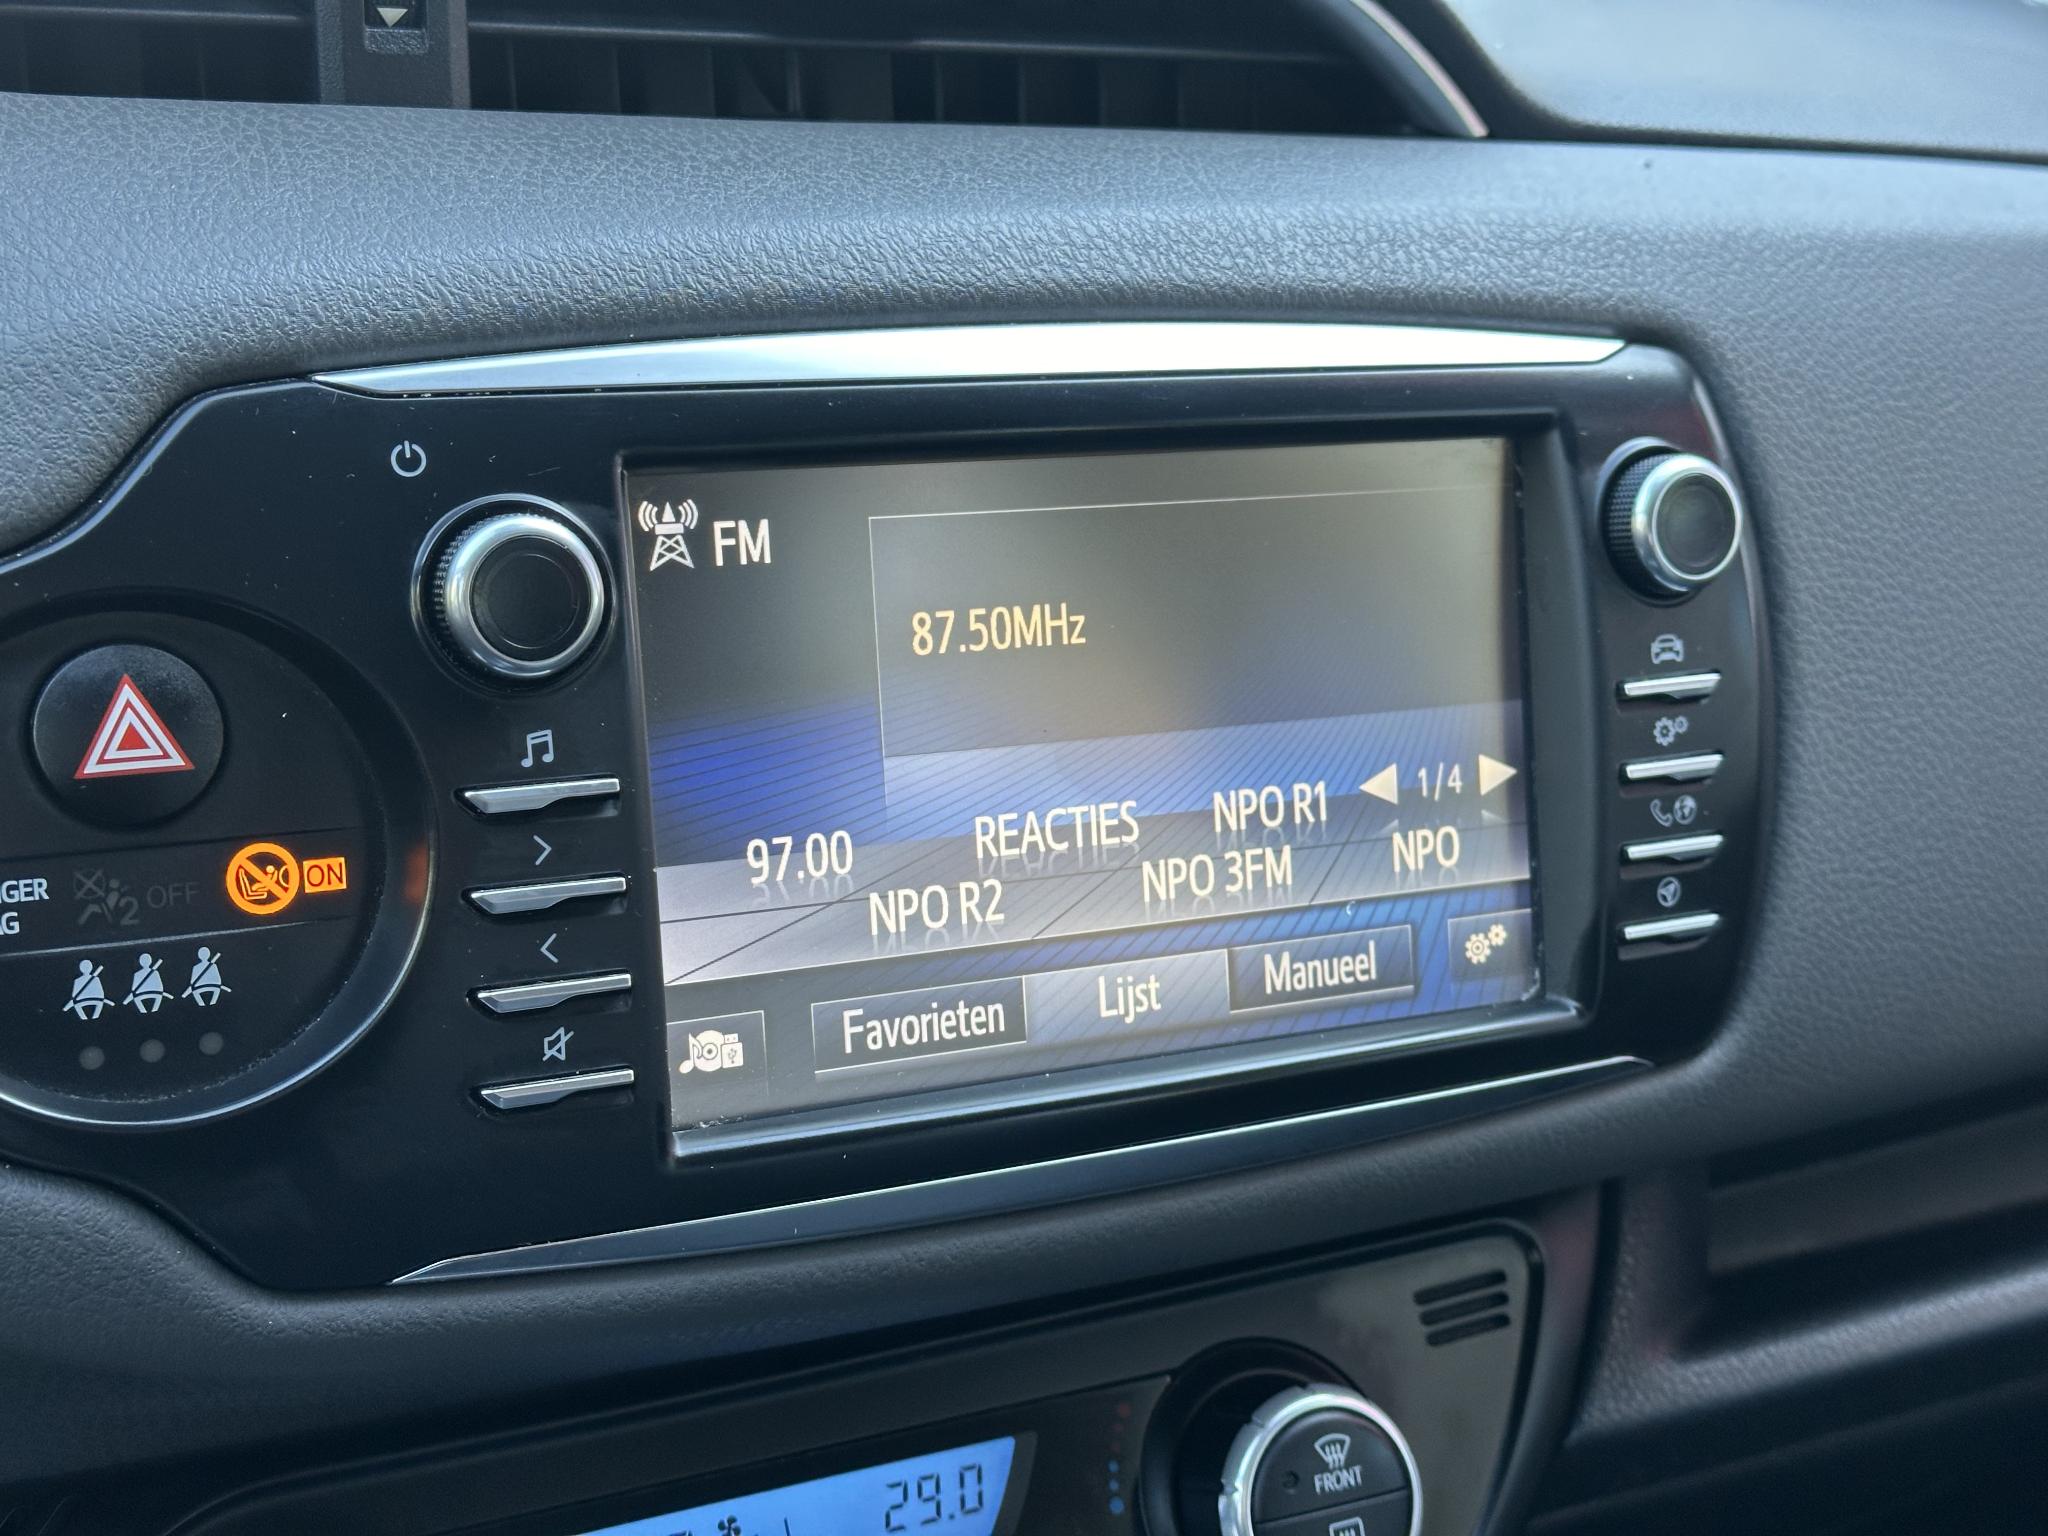 FM
87.50MHz
1/4
97.00 REACTIES NPO R1
NPO R2 NPO 3FM NPO
Favorieten Lijst Manueel
OFF ON
2
29.0
FRONT